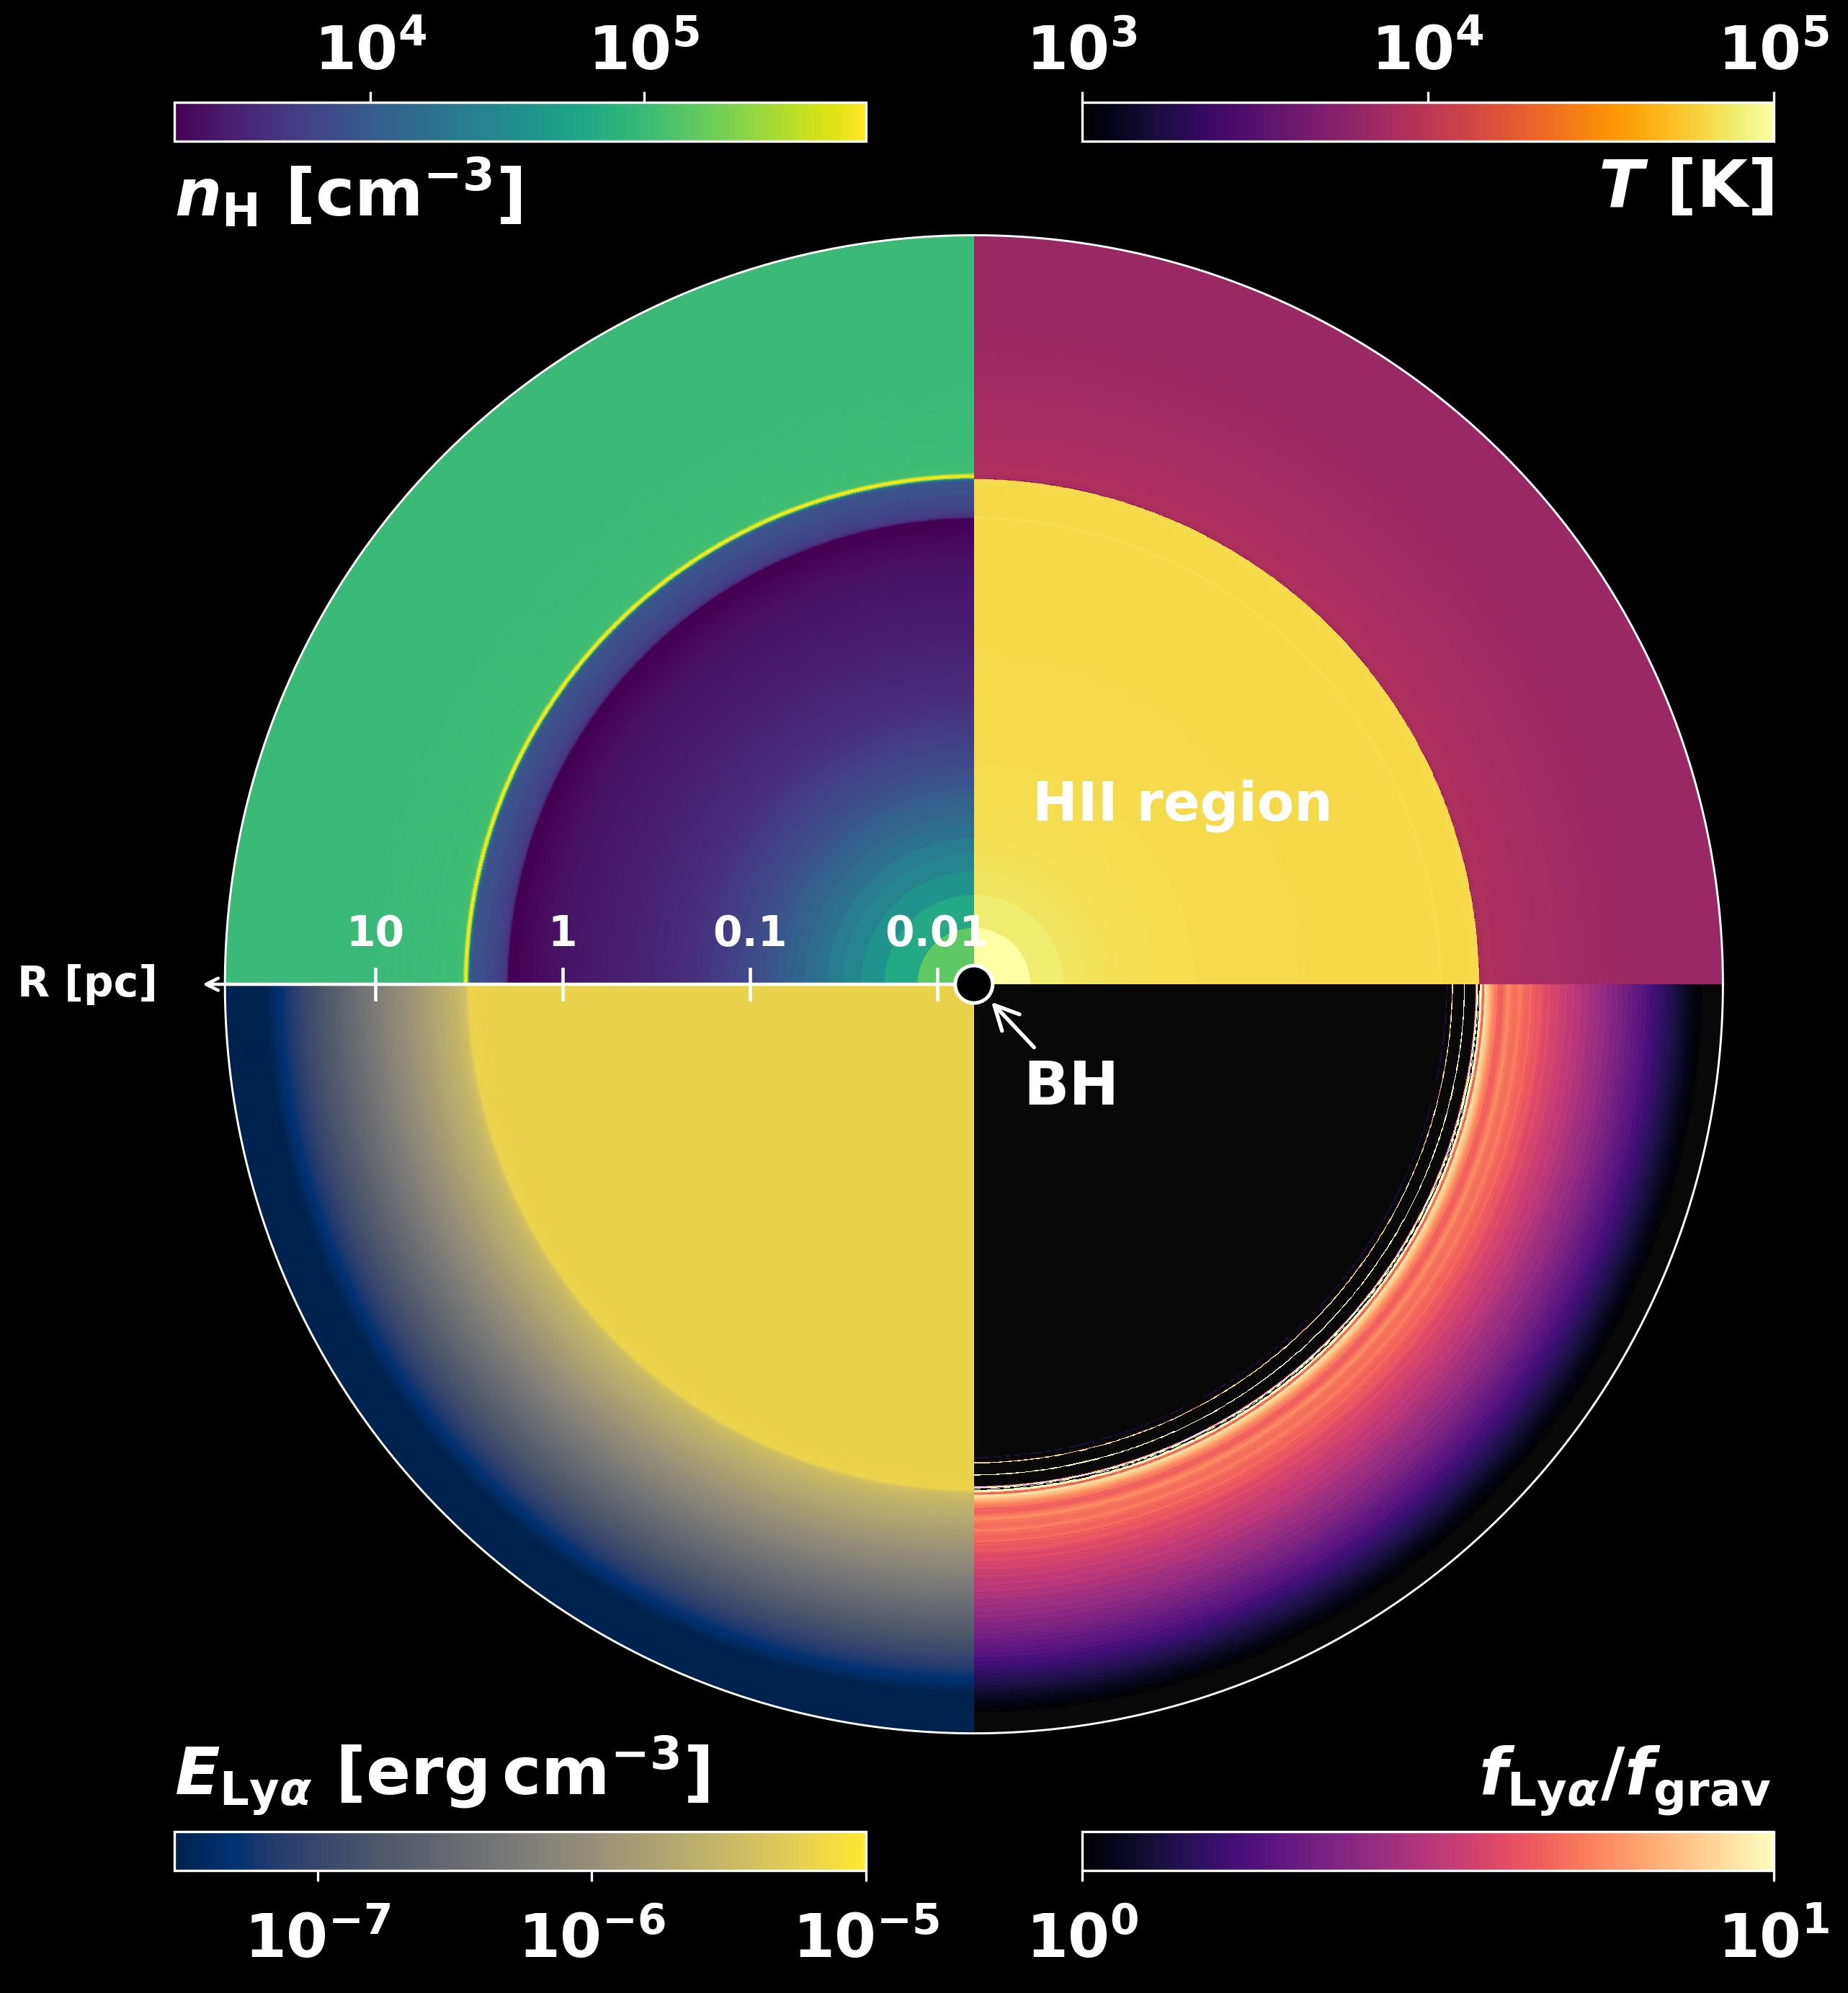 10⁴ 10⁵ 10³ 10⁴ 10⁵
n_H [cm⁻³] T [K]
HII region
10 1 0.1 0.01
R [pc]
BH
E_Lyα [erg cm⁻³] f_Lyα/f_grav
10⁻⁷ 10⁻⁶ 10⁻⁵ 10⁰ 10¹